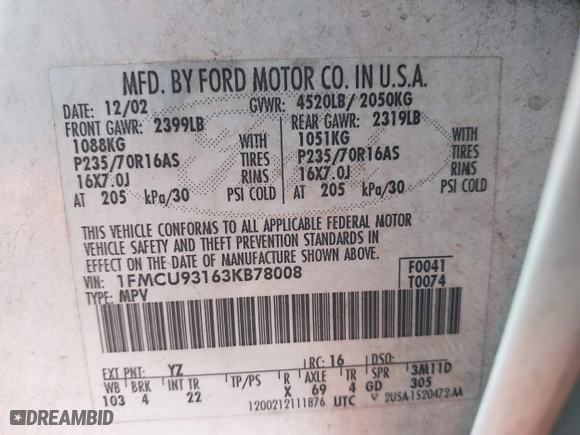 MFD. BY FORD MOTOR CO. IN U.S.A.
DATE: 12/02 GVWR: 4520LB/ 2050KG
FRONT GAWR: 2399LB REAR GAWR: 2319LB
1088KG WITH 1051KG WITH
P235/70R16AS TIRES P235/70R16AS TIRES
16X7.0J RIMS 16X7.0J RIMS
AT 205 kPa/30 PSI COLD AT 205 kPa/30 PSI COLD
THIS VEHICLE CONFORMS TO ALL APPLICABLE FEDERAL MOTOR
VEHICLE SAFETY AND THEFT PREVENTION STANDARDS IN
EFFECT ON THE DATE OF MANUFACTURE SHOWN ABOVE.
VIN: 1FMCU93163KB78008 F0041
TYPE: MPV T0074
EXT PNT: YZ RC: 16 DSO:
WB BRK INT TR TP/PS R AXLE TR SPR 3M11D
103 4 22 X 69 4 GD 305
1200212111876 UTC V 2USA 1520472 AA
DREAMBID